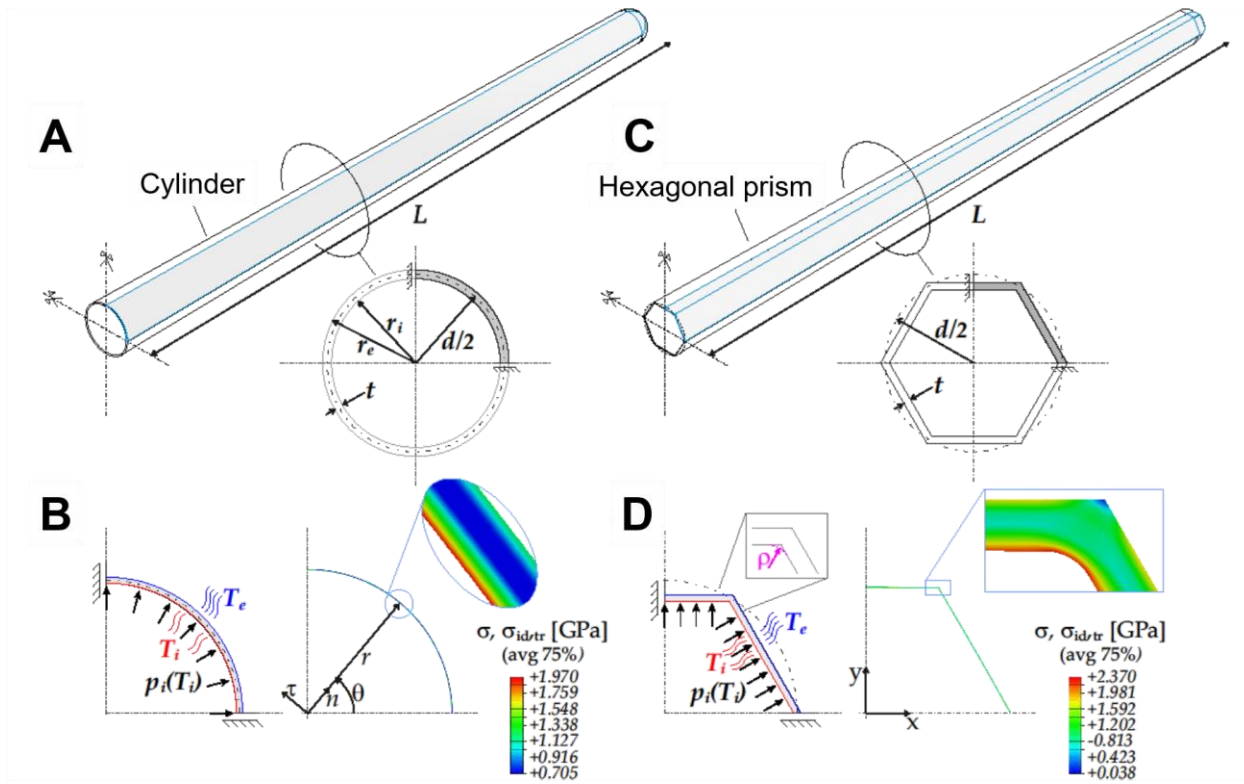 A
Cylinder
L
r_i
r_e
d/2
t
C
Hexagonal prism
L
d/2
t
B
T_e
T_i
p_i(T_i)
τ
n
r
θ
σ, σ_id,tr [GPa]
(avg 75%)
+1.970
+1.759
+1.548
+1.338
+1.127
+0.916
+0.705
D
ρ
T_e
T_i
p_i(T_i)
y
x
σ, σ_id,tr [GPa]
(avg 75%)
+2.370
+1.981
+1.592
+1.202
-0.813
+0.423
+0.038